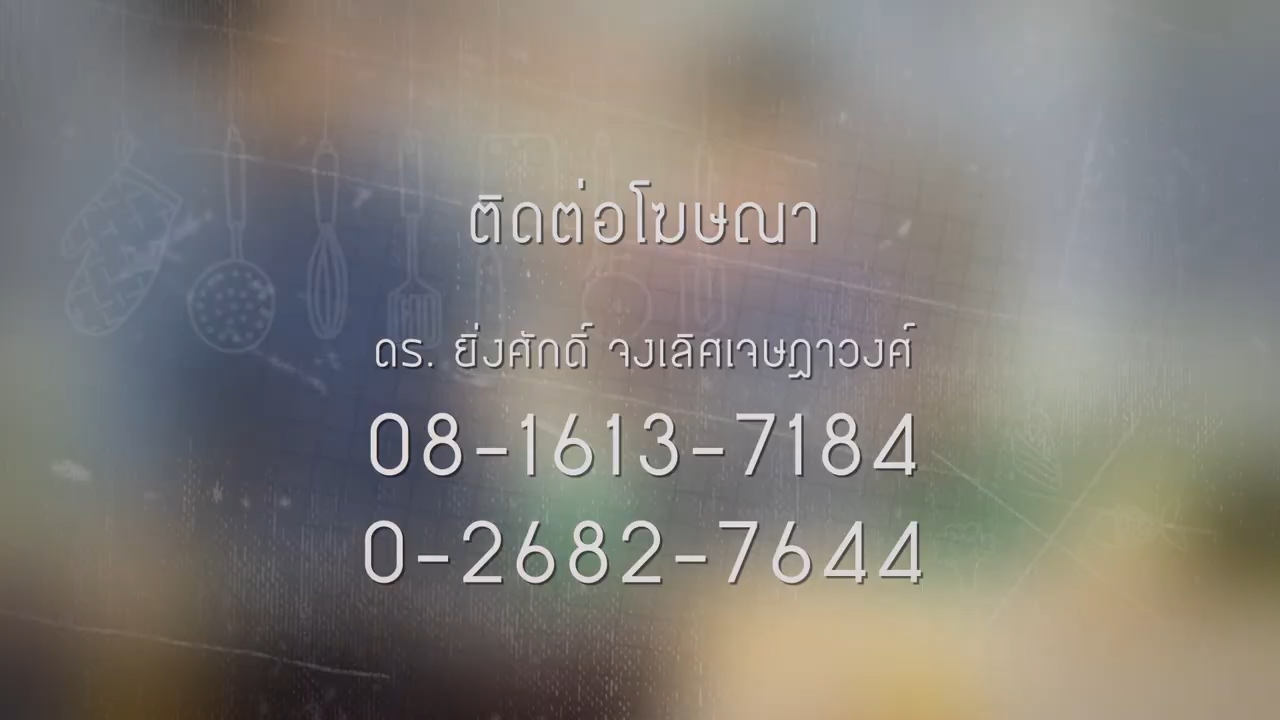 ติดต่อโฆษณา
ดร. ยิ่งศักดิ์ จงเลิศเจษฎาวงศ์
08-1613-7184
0-2682-7644